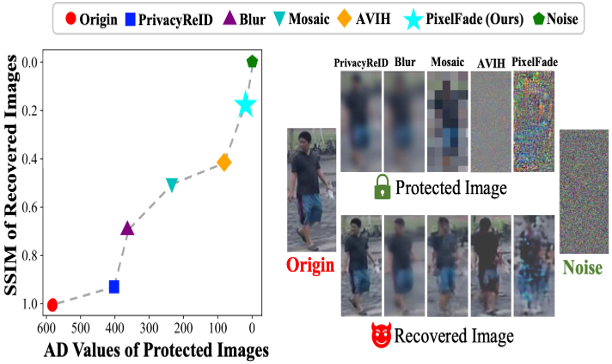 Origin PrivacyReID Blur Mosaic AVIH PixelFade (Ours) Noise
SSIM of Recovered Images
0.0
0.2
0.4
0.6
0.8
1.0
600 500 400 300 200 100 0
AD Values of Protected Images
PrivacyReID Blur Mosaic AVIH PixelFade
Protected Image
Origin
Noise
Recovered Image